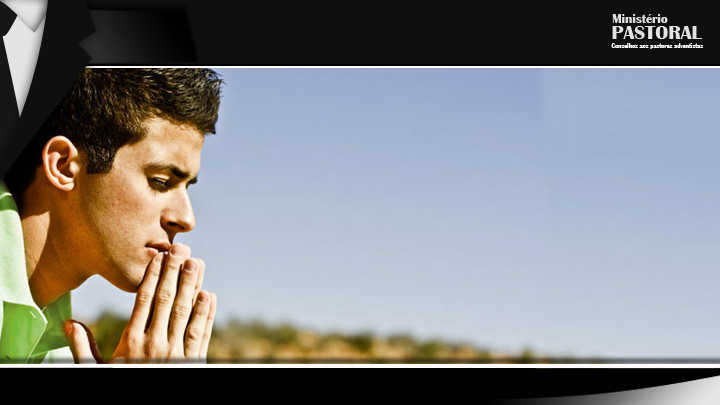 Ministério
PASTORAL
Conselhos aos pastores adventistas